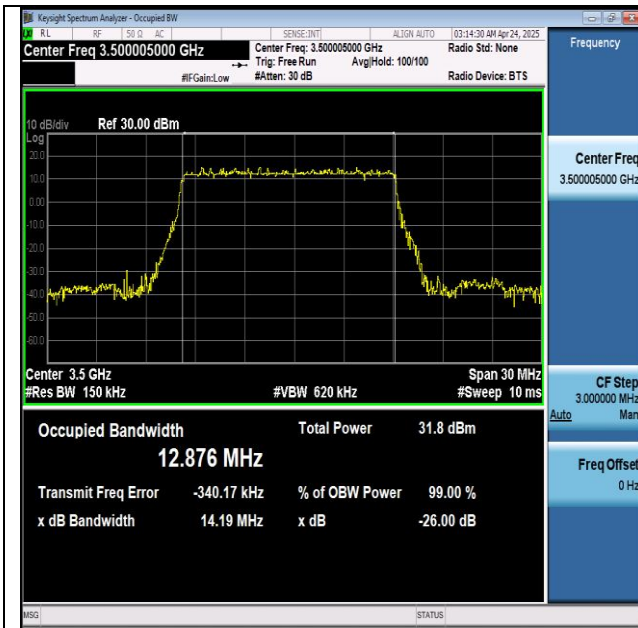 Keysight Spectrum Analyzer - Occupied BW
RL RF 50 Ω AC SENSE:INT ALIGN AUTO 03:14:30 AM Apr 24, 2025
Center Freq 3.500005000 GHz
Center Freq: 3.500005000 GHz Radio Std: None
Trig: Free Run Avg|Hold: 100/100
#IFGain:Low #Atten: 30 dB Radio Device: BTS
10 dB/div Ref 30.00 dBm
Log
20.0
10.0
0.00
-10.0
-20.0
-30.0
-40.0
-50.0
-60.0
Center 3.5 GHz Span 30 MHz
#Res BW 150 kHz #VBW 620 kHz #Sweep 10 ms
Occupied Bandwidth Total Power 31.8 dBm
12.876 MHz
Transmit Freq Error -340.17 kHz % of OBW Power 99.00 %
x dB Bandwidth 14.19 MHz x dB -26.00 dB
MSG STATUS
Frequency
Center Freq
3.500005000 GHz
CF Step
3.000000 MHz
Auto Man
Freq Offset
0 Hz